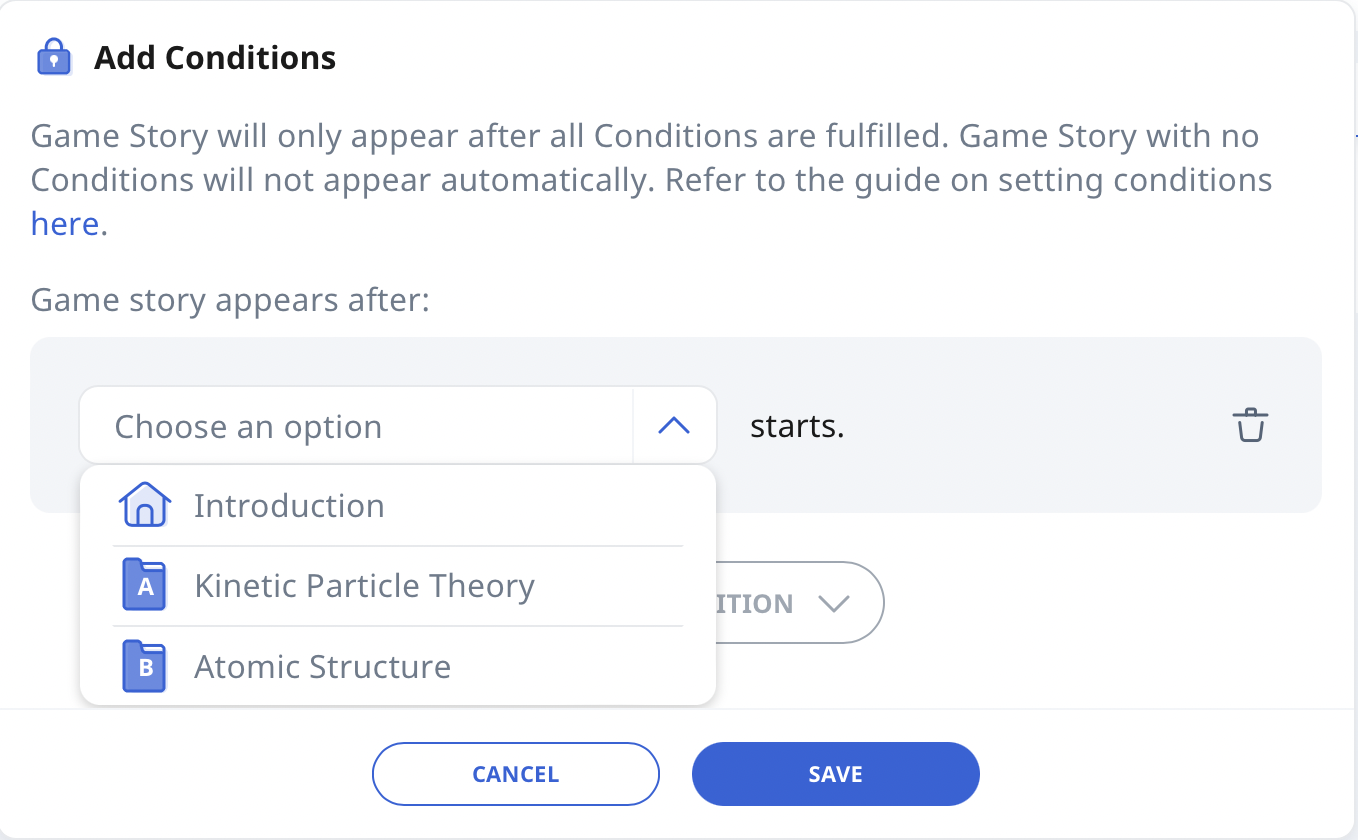 Add Conditions
Game Story will only appear after all Conditions are fulfilled. Game Story with no
Conditions will not appear automatically. Refer to the guide on setting conditions
here.
Game story appears after:
Choose an option
starts.
Introduction
A Kinetic Particle Theory
B Atomic Structure
CANCEL
SAVE